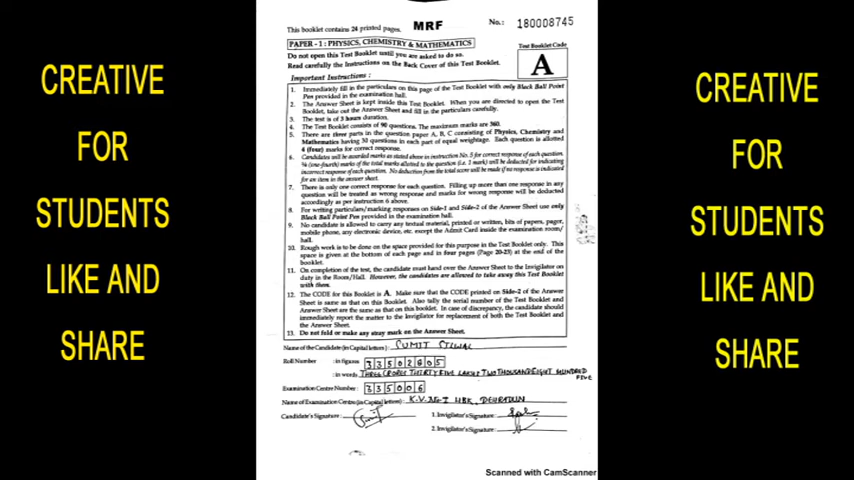 CREATIVE
FOR
STUDENTS
LIKE AND
SHARE
This booklet contains 24 printed pages.
MRF
No.: 180008745
PAPER - 1 : PHYSICS, CHEMISTRY & MATHEMATICS
Do not open this Test Booklet until you are asked to do so.
Read carefully the Instructions on the Back Cover of this Test Booklet.
Test Booklet Code
A
Important Instructions :
1. Immediately fill in the particulars on this page of the Test Booklet with only Black Ball Point
Pen provided in the examination hall.
2. The Answer Sheet is kept inside this Test Booklet. When you are directed to open the Test
Booklet, take out the Answer Sheet and fill in the particulars carefully.
3. The test is of 3 hours duration.
4. The Test Booklet consists of 90 questions. The maximum marks are 360.
5. There are three parts in the question paper A, B, C consisting of Physics, Chemistry and
Mathematics having 30 questions in each part of equal weightage. Each question is allotted
4 (four) marks for correct response.
6. Candidates will be awarded marks as stated above in instruction No. 5 for correct response of each question.
¼ (one-fourth) marks of the total marks allotted to the question (i.e. 1 mark) will be deducted for indicating
incorrect response of each question. No deduction from the total score will be made if no response is indicated
for an item in the answer sheet.
7. There is only one correct response for each question. Filling up more than one response in any
question will be treated as wrong response and marks for wrong response will be deducted
accordingly as per instruction 6 above.
8. For writing particulars/marking responses on Side-1 and Side-2 of the Answer Sheet use only
Black Ball Point Pen provided in the examination hall.
9. No candidate is allowed to carry any textual material, printed or written, bits of papers, pager,
mobile phone, any electronic device, etc. except the Admit Card inside the examination room/
hall.
10. Rough work is to be done on the space provided for this purpose in the Test Booklet only. This
space is given at the bottom of each page and in four pages (Page 20-23) at the end of the
booklet.
11. On completion of the test, the candidate must hand over the Answer Sheet to the Invigilator on
duty in the Room/Hall. However, the candidates are allowed to take away this Test Booklet
with them.
12. The CODE for this Booklet is A. Make sure that the CODE printed on Side-2 of the Answer
Sheet is same as that on this Booklet. Also tally the serial number of the Test Booklet and
Answer Sheet are the same as that on this booklet. In case of discrepancy, the candidate should
immediately report the matter to the Invigilator for replacement of both the Test Booklet and
the Answer Sheet.
13. Do not fold or make any stray mark on the Answer Sheet.
Name of the Candidate (in Capital letters) : SUMIT
Roll Number : in figures 33502805
: in words THREE CRORE THIRTY FIVE LAKHS TWO THOUSAND EIGHT HUNDRED
FIVE
Examination Centre Number : 335006
Name of Examination Centre (in Capital letters) : K.V. No I HBK, DEHRADUN
Candidate's Signature : Sumit
1. Invigilator's Signature :
2. Invigilator's Signature :
Scanned with CamScanner
CREATIVE
FOR
STUDENTS
LIKE AND
SHARE